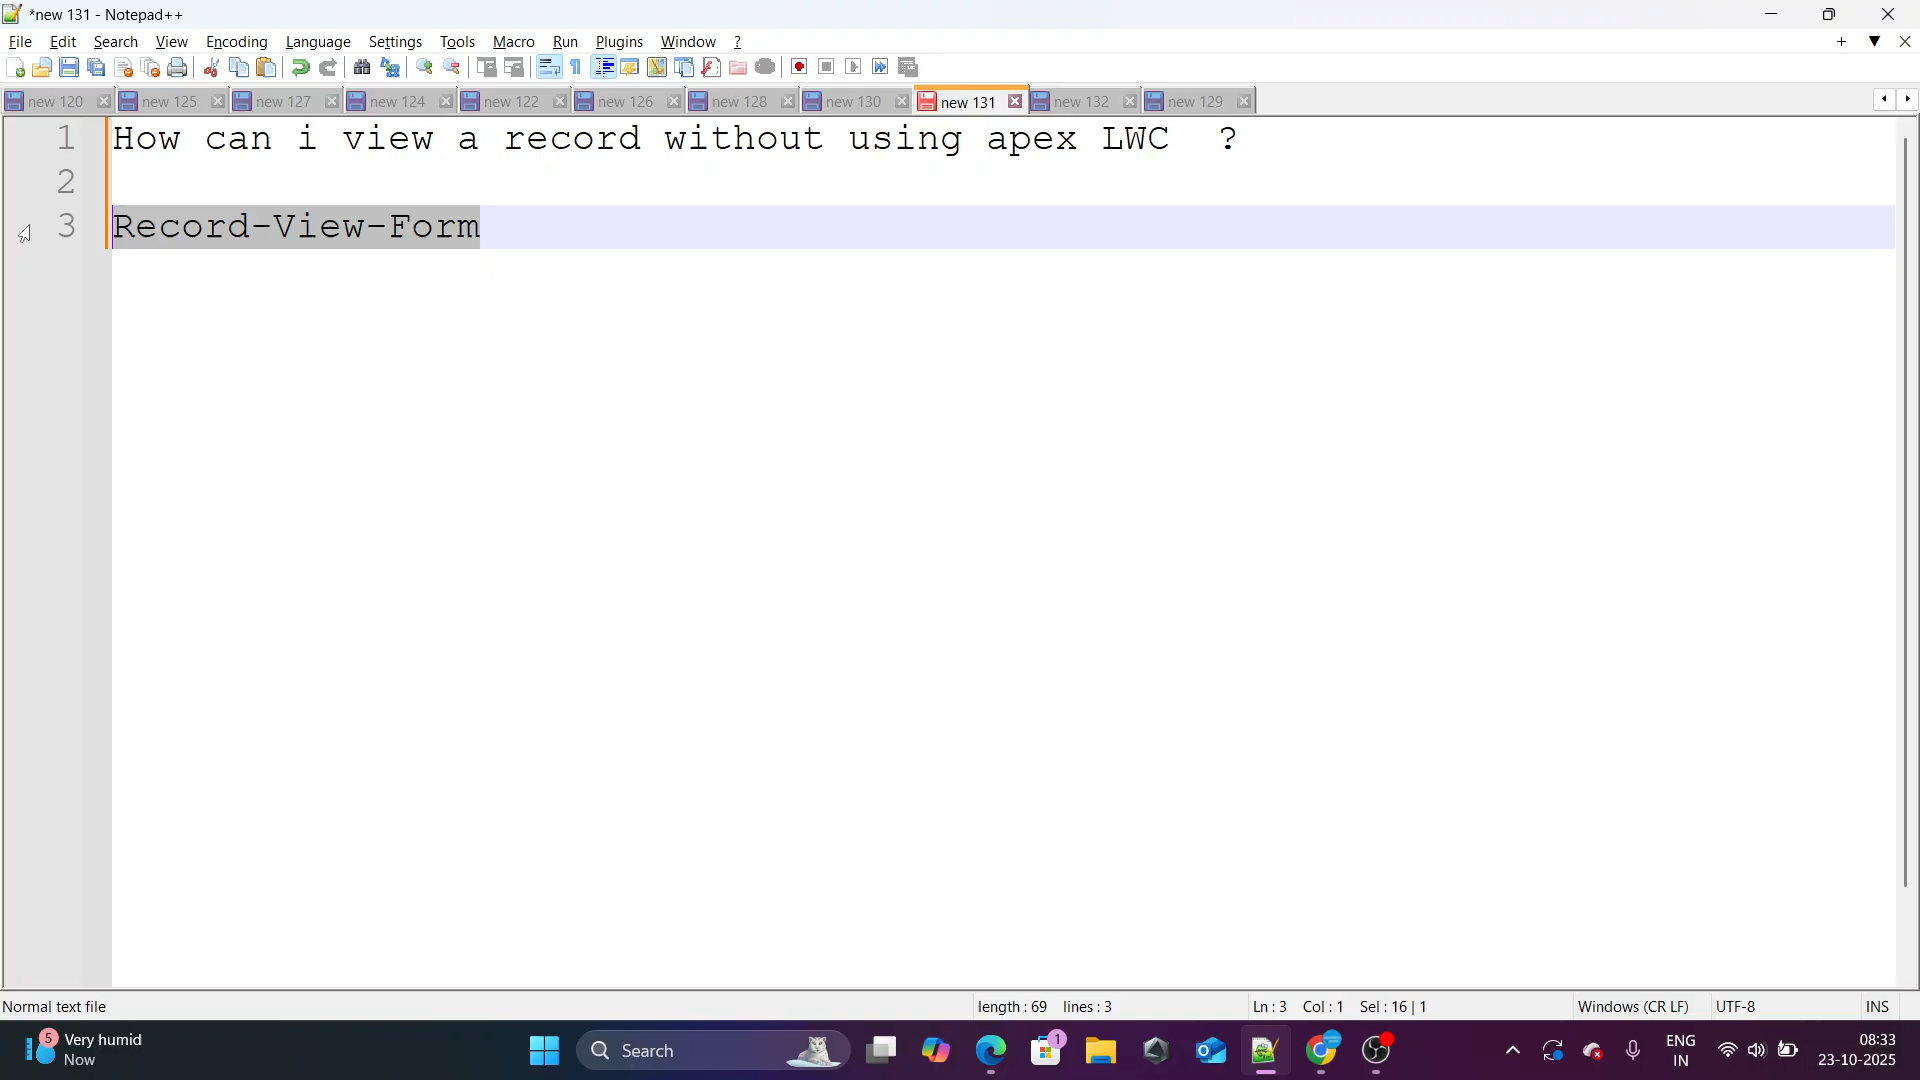 *new 131 - Notepad++
File Edit Search View Encoding Language Settings Tools Macro Run Plugins Window ?
new 120 new 125 new 127 new 124 new 122 new 126 new 128 new 130 new 131 new 132 new 129
1 How can i view a record without using apex LWC  ?
2
3 Record-View-Form
Normal text file length : 69 lines : 3 Ln : 3 Col : 1 Sel : 16 | 1 Windows (CR LF) UTF-8 INS
5 Very humid Search 1 ENG 08:33
Now IN 23-10-2025